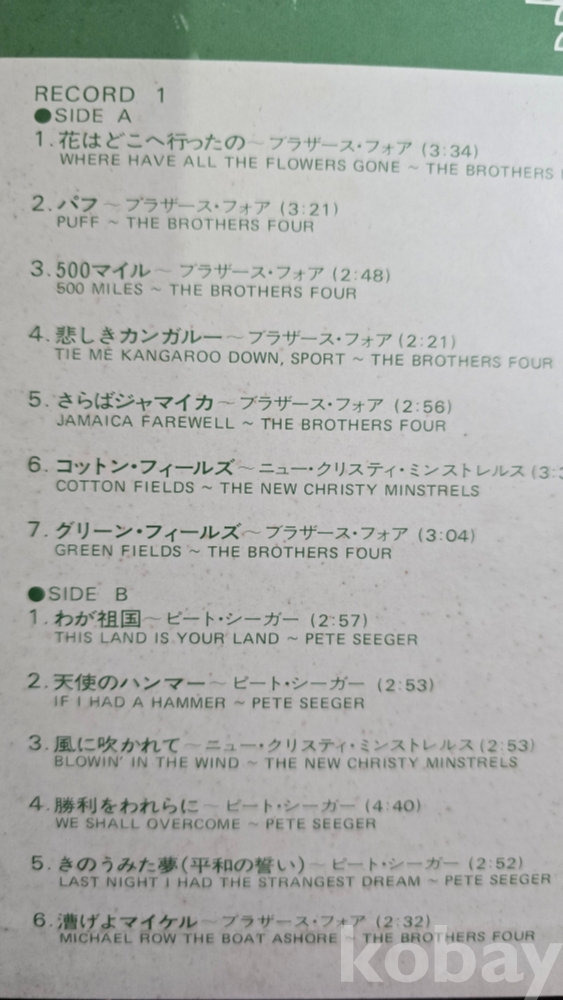 RECORD 1
●SIDE A
1. 花はどこへ行ったの～ブラザース・フォア (3:34)
WHERE HAVE ALL THE FLOWERS GONE ~ THE BROTHERS
2. パフ～ブラザース・フォア (3:21)
PUFF ~ THE BROTHERS FOUR
3. 500マイル～ブラザース・フォア (2:48)
500 MILES ~ THE BROTHERS FOUR
4. 悲しきカンガルー～ブラザース・フォア (2:21)
TIE ME KANGAROO DOWN, SPORT ~ THE BROTHERS FOUR
5. さらばジャマイカ～ブラザース・フォア (2:56)
JAMAICA FAREWELL ~ THE BROTHERS FOUR
6. コットン・フィールズ～ニュー・クリスティ・ミンストレルス
COTTON FIELDS ~ THE NEW CHRISTY MINSTRELS
7. グリーン・フィールズ～ブラザース・フォア (3:04)
GREEN FIELDS ~ THE BROTHERS FOUR
●SIDE B
1. わが祖国～ピート・シーガー (2:57)
THIS LAND IS YOUR LAND ~ PETE SEEGER
2. 天使のハンマー～ピート・シーガー (2:53)
IF I HAD A HAMMER ~ PETE SEEGER
3. 風に吹かれて～ニュー・クリスティ・ミンストレルス (2:53)
BLOWIN' IN THE WIND ~ THE NEW CHRISTY MINSTRELS
4. 勝利をわれらに～ピート・シーガー (4:40)
WE SHALL OVERCOME ~ PETE SEEGER
5. きのうみた夢(平和の誓い)～ピート・シーガー (2:52)
LAST NIGHT I HAD THE STRANGEST DREAM ~ PETE SEEGER
6. 漕げよマイケル～ブラザース・フォア (2:32)
MICHAEL ROW THE BOAT ASHORE ~ THE BROTHERS FOUR
kobay